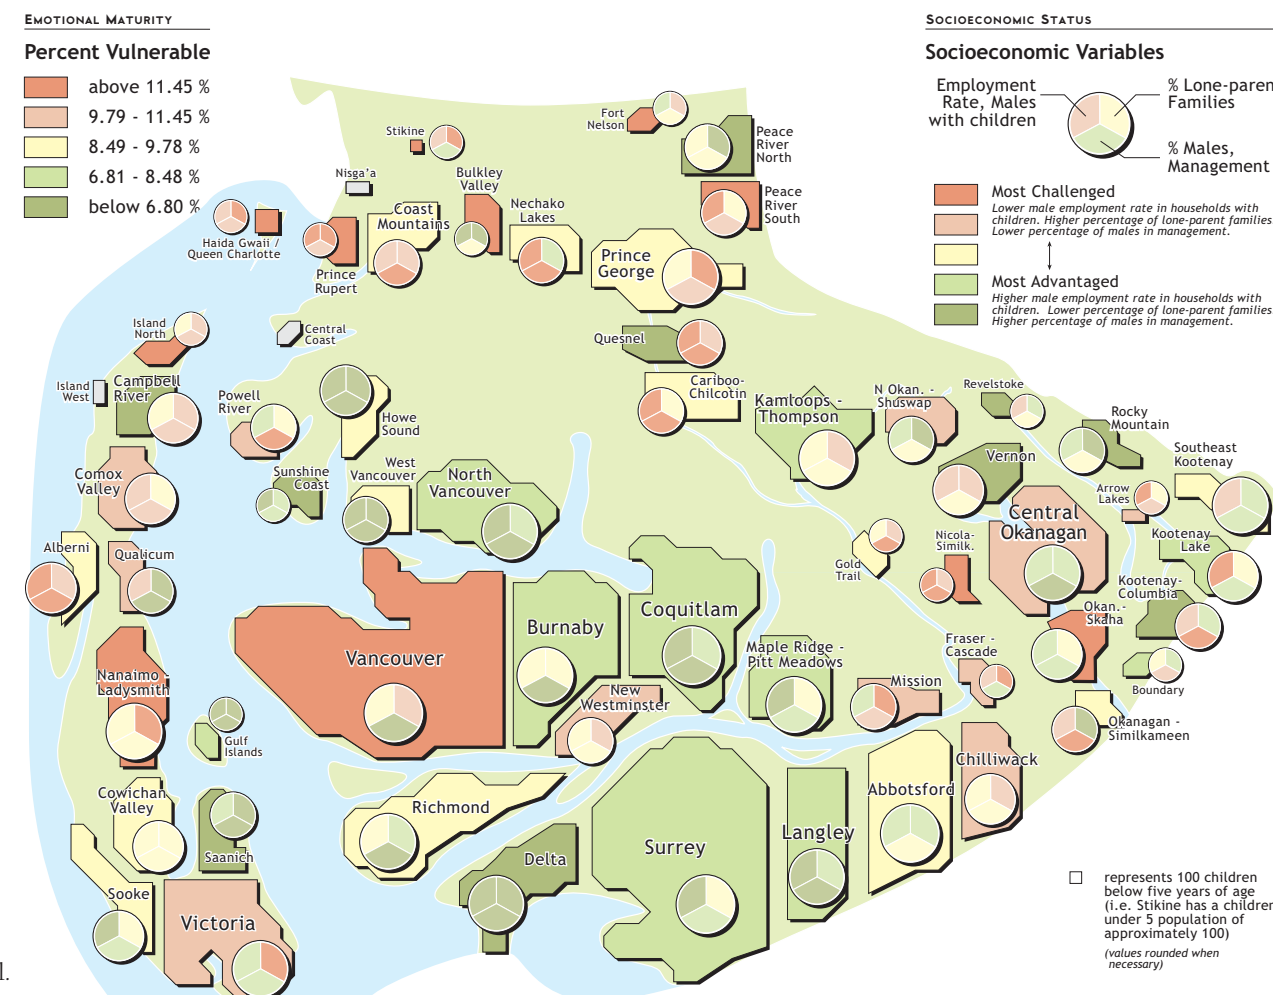 EMOTIONAL MATURITY
Percent Vulnerable
above 11.45 %
9.79 - 11.45 %
8.49 - 9.78 %
6.81 - 8.48 %
below 6.80 %
SOCIOECONOMIC STATUS
Socioeconomic Variables
Employment
Rate, Males
with children
% Lone-paren
Families
% Males,
Management
Most Challenged
Lower male employment rate in households with
children. Higher percentage of lone-parent families
Lower percentage of males in management.
Most Advantaged
Higher male employment rate in households with
children. Lower percentage of lone-parent families
Higher percentage of males in management.
Fort
Nelson
Peace
River
North
Stikine
Nisga'a
Bulkley
Valley
Peace
River
South
Haida Gwaii /
Queen Charlotte
Coast
Mountains
Nechako
Lakes
Prince
Rupert
Prince
George
Island
North
Central
Coast
Quesnel
Island
West
Campbell
River
Powell
River
Howe
Sound
Cariboo-
Chilcotin
Kamloops -
Thompson
N Okan. -
Shuswap
Revelstoke
Rocky
Mountain
Southeast
Kootenay
Comox
Valley
Sunshine
Coast
West
Vancouver
North
Vancouver
Vernon
Arrow
Lakes
Central
Okanagan
Alberni
Qualicum
Gold
Trail
Nicola-
Similk.
Kootenay
Lake
Kootenay-
Columbia
Okan.-
Skaha
Vancouver
Burnaby
Coquitlam
Maple Ridge -
Pitt Meadows
Fraser -
Cascade
Boundary
Nanaimo
Ladysmith
New
Westminster
Mission
Okanagan -
Similkameen
Gulf
Islands
Cowichan
Valley
Saanich
Richmond
Abbotsford
Chilliwack
Delta
Surrey
Langley
Sooke
Victoria
represents 100 children
below five years of age
(i.e. Stikine has a children
under 5 population of
approximately 100)
(values rounded when
necessary)
l.